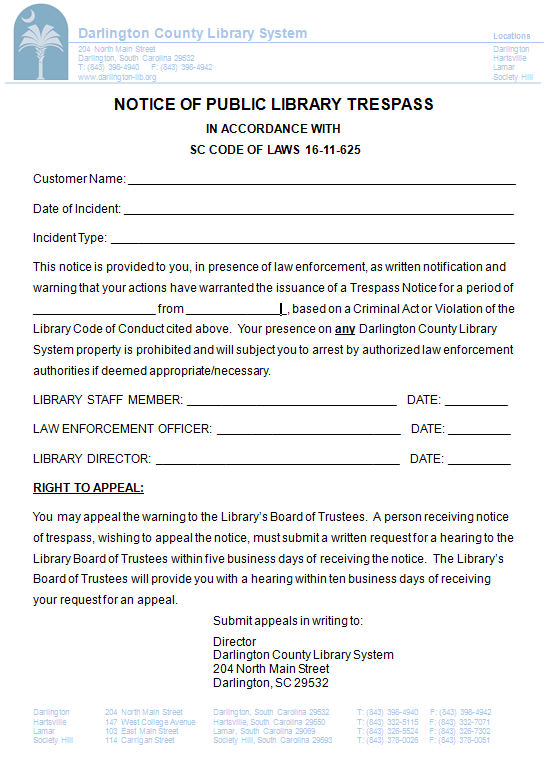 Darlington County Library System
204 North Main Street
Darlington, South Carolina 29532
T: (843) 398-4940 F: (843) 398-4942
www.darlington-lib.org
Locations
Darlington
Hartsville
Lamar
Society Hill
NOTICE OF PUBLIC LIBRARY TRESPASS
IN ACCORDANCE WITH
SC CODE OF LAWS 16-11-625
Customer Name:
Date of Incident:
Incident Type:
This notice is provided to you, in presence of law enforcement, as written notification and
warning that your actions have warranted the issuance of a Trespass Notice for a period of
from , based on a Criminal Act or Violation of the
Library Code of Conduct cited above. Your presence on any Darlington County Library
System property is prohibited and will subject you to arrest by authorized law enforcement
authorities if deemed appropriate/necessary.
LIBRARY STAFF MEMBER: DATE:
LAW ENFORCEMENT OFFICER: DATE:
LIBRARY DIRECTOR: DATE:
RIGHT TO APPEAL:
You may appeal the warning to the Library's Board of Trustees. A person receiving notice
of trespass, wishing to appeal the notice, must submit a written request for a hearing to the
Library Board of Trustees within five business days of receiving the notice. The Library's
Board of Trustees will provide you with a hearing within ten business days of receiving
your request for an appeal.
Submit appeals in writing to:
Director
Darlington County Library System
204 North Main Street
Darlington, SC 29532
Darlington 204 North Main Street Darlington, South Carolina 29532 T: (843) 398-4940 F: (843) 398-4942
Hartsville 147 West College Avenue Hartsville, South Carolina 29550 T: (843) 332-5115 F: (843) 332-7071
Lamar 103 East Main Street Lamar, South Carolina 29069 T: (843) 326-5524 F: (843) 326-7302
Society Hill 114 Carrigan Street Society Hill, South Carolina 29593 T: (843) 378-0026 F: (843) 378-0051